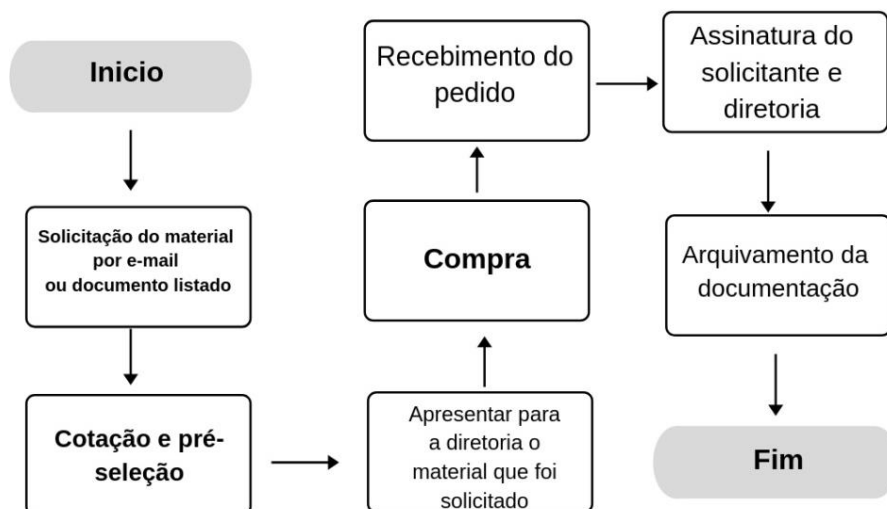 Inicio
Solicitação do material
por e-mail
ou documento listado
Cotação e pré-
seleção
Apresentar para
a diretoria o
material que foi
solicitado
Compra
Recebimento do
pedido
Assinatura do
solicitante e
diretoria
Arquivamento da
documentação
Fim